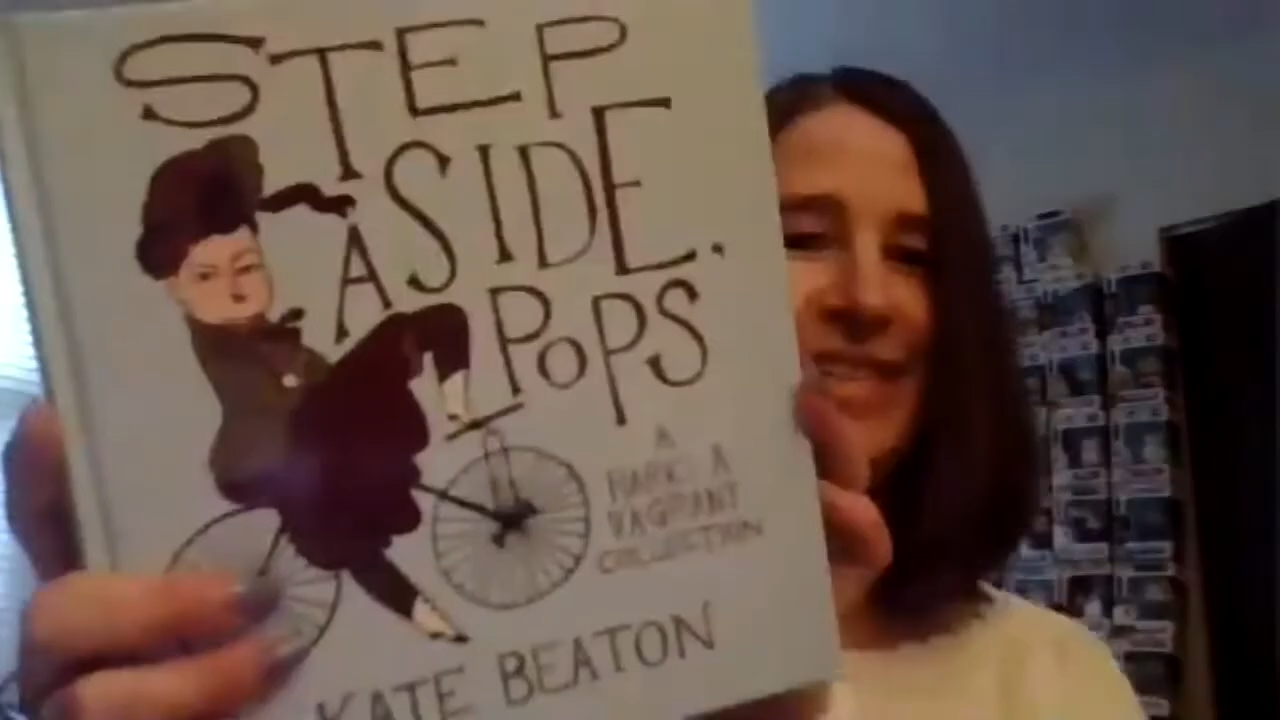 STEP
ASIDE,
POPS
A
HARK! A
VAGRANT
COLLECTION
KATE BEATON